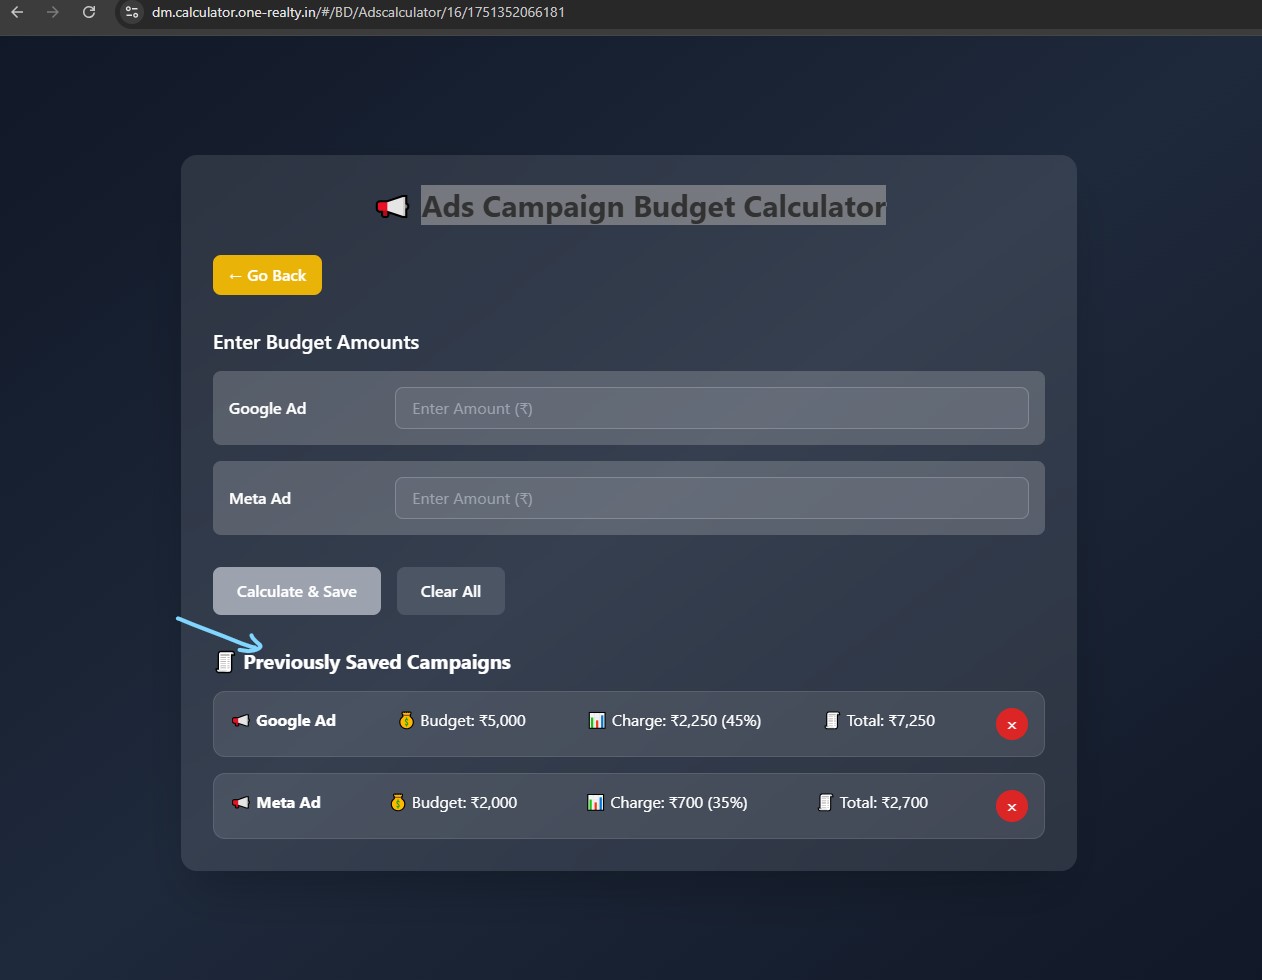 dm.calculator.one-realty.in/#/BD/Adscalculator/16/1751352066181
Ads Campaign Budget Calculator
← Go Back
Enter Budget Amounts
Google Ad Enter Amount (₹)
Meta Ad Enter Amount (₹)
Calculate & Save Clear All
Previously Saved Campaigns
Google Ad Budget: ₹5,000 Charge: ₹2,250 (45%) Total: ₹7,250 ×
Meta Ad Budget: ₹2,000 Charge: ₹700 (35%) Total: ₹2,700 ×